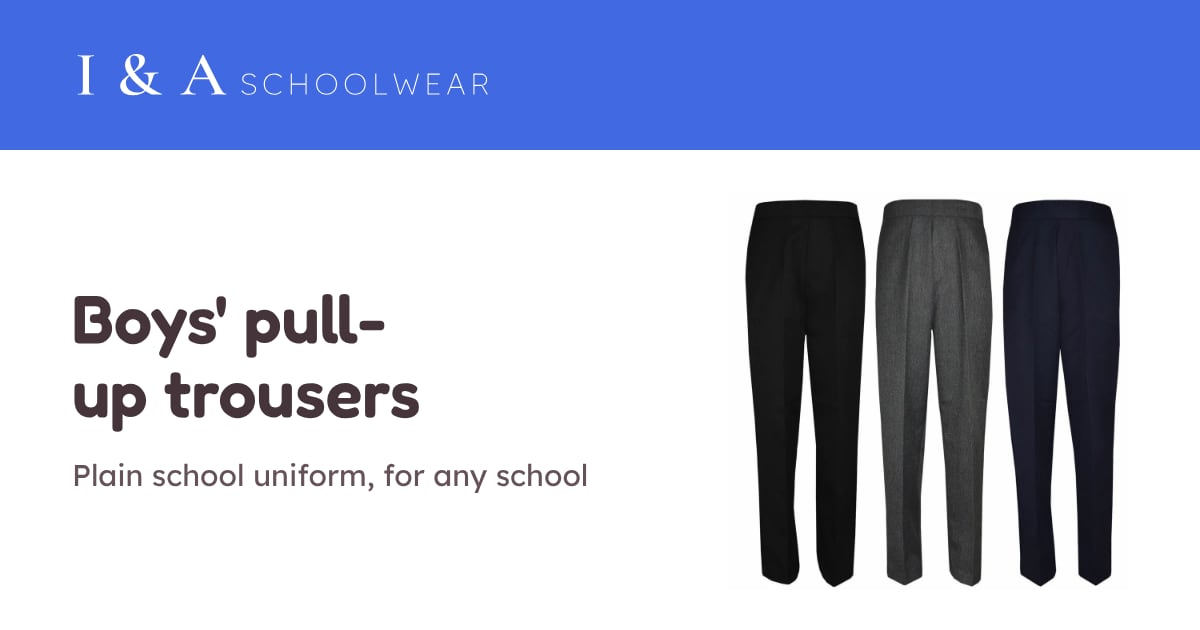 I & A SCHOOLWEAR
Boys' pull-
up trousers
Plain school uniform, for any school